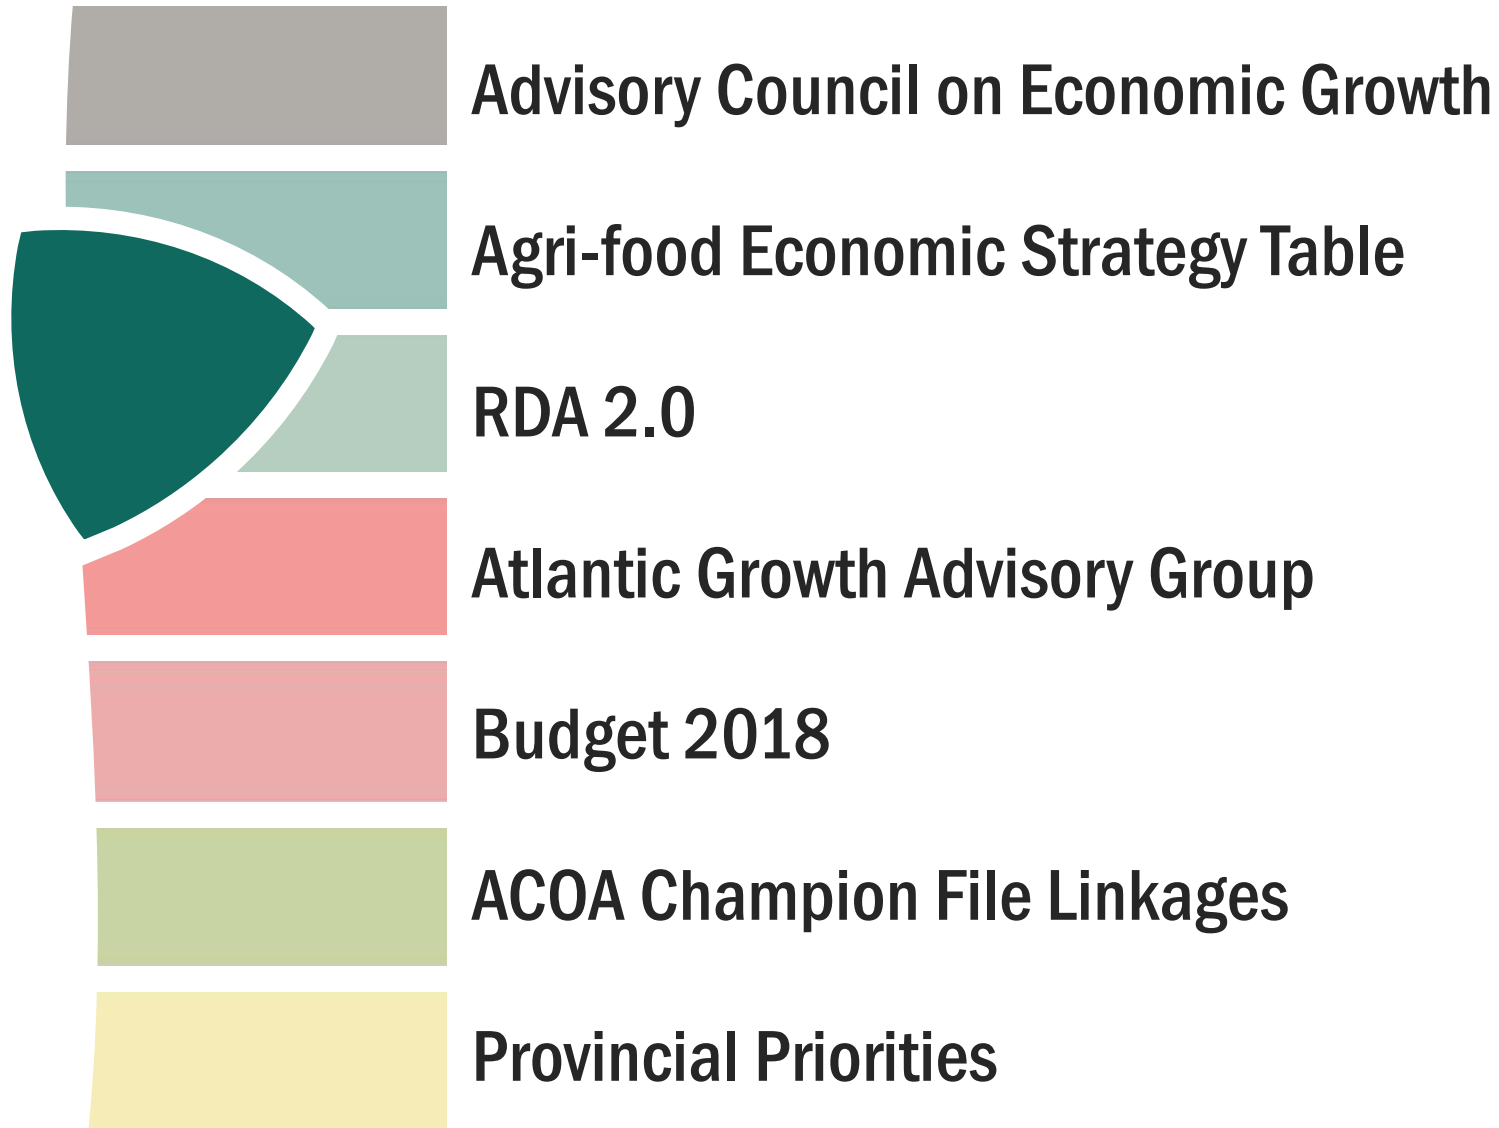 Advisory Council on Economic Growth
Agri-food Economic Strategy Table
RDA 2.0
Atlantic Growth Advisory Group
Budget 2018
ACOA Champion File Linkages
Provincial Priorities